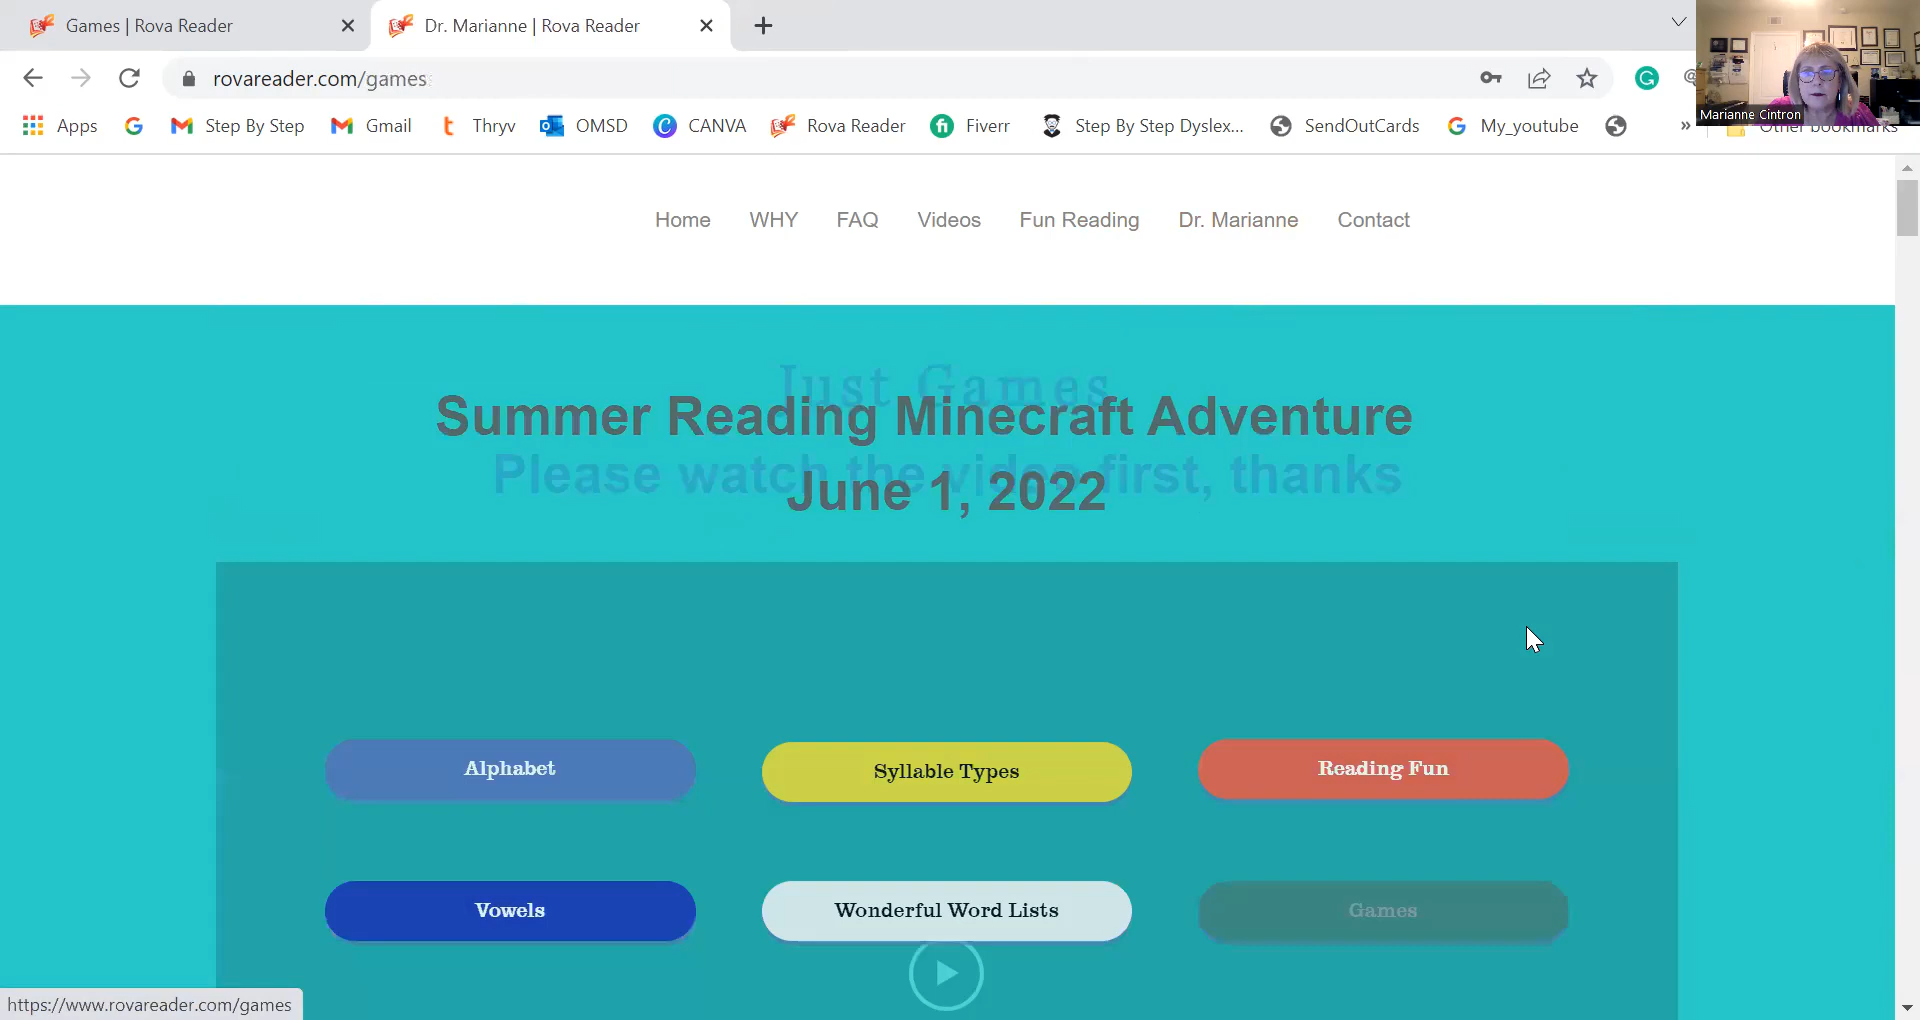 Games | Rova Reader
Dr. Marianne | Rova Reader
rovareader.com/games
Marianne Cintron
Apps
Step By Step
Gmail
Thryv
OMSD
CANVA
Rova Reader
Fiverr
Step By Step Dyslex...
SendOutCards
My_youtube
»
Other bookmarks
Home
WHY
FAQ
Videos
Fun Reading
Dr. Marianne
Contact
Just Games
Summer Reading Minecraft Adventure
Please watch the video first, thanks
June 1, 2022
Alphabet
Syllable Types
Reading Fun
Vowels
Wonderful Word Lists
Games
https://www.rovareader.com/games